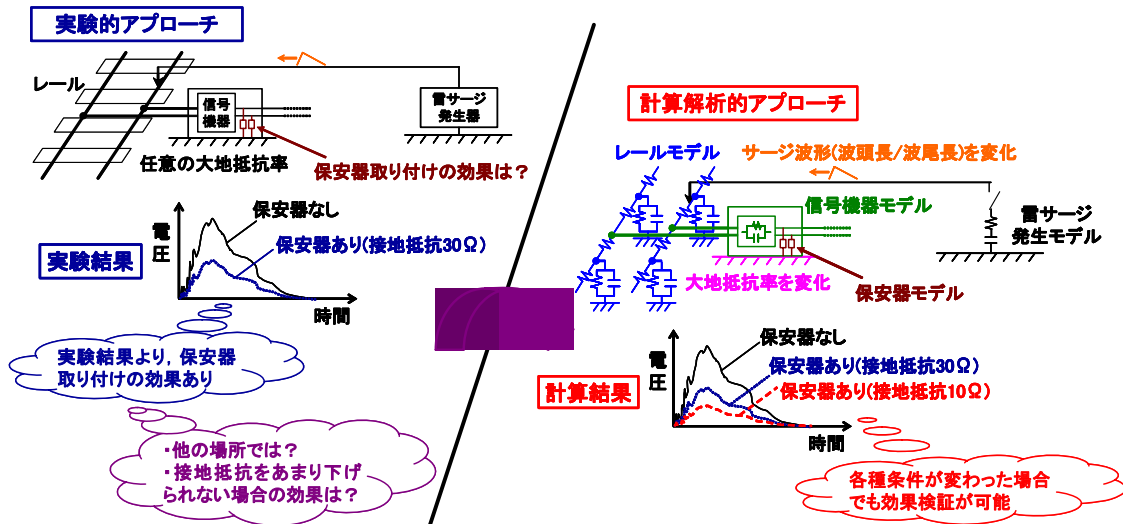 実験的アプローチ
レール
信号
機器
雷サージ
発生器
任意の大地抵抗率
保安器取り付けの効果は？
電圧
保安器なし
保安器あり(接地抵抗30Ω)
実験結果
時間
実験結果より，保安器
取り付けの効果あり
・他の場所では？
・接地抵抗をあまり下げ
られない場合の効果は？
計算解析的アプローチ
レールモデル
サージ波形(波頭長/波尾長)を変化
信号機器モデル
雷サージ
発生モデル
大地抵抗率を変化
保安器モデル
電圧
保安器なし
保安器あり(接地抵抗30Ω)
保安器あり(接地抵抗10Ω)
計算結果
時間
各種条件が変わった場合
でも効果検証が可能